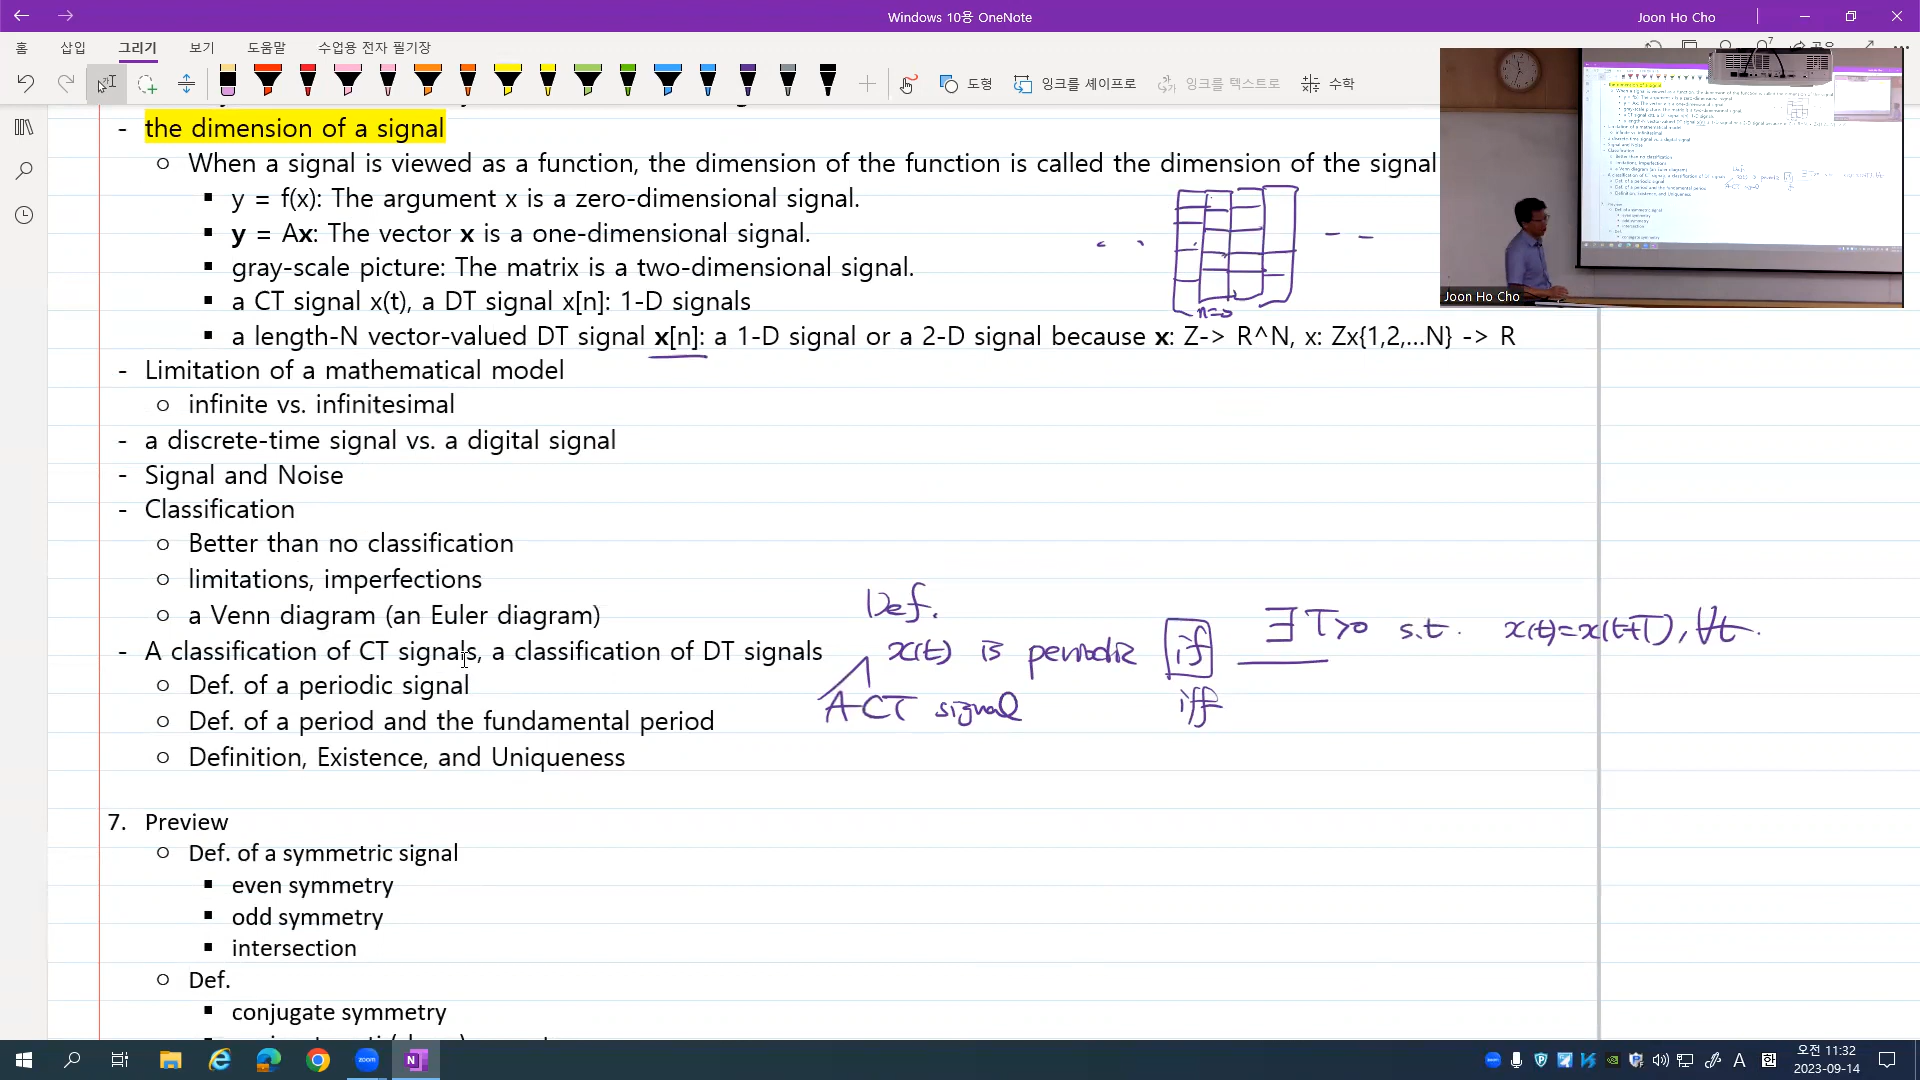 Windows 10용 OneNote
Joon Ho Cho
홈 삽입 그리기 보기 도움말 수업용 전자 필기장
도형 잉크를 셰이프로 잉크를 텍스트로 수학
- the dimension of a signal
o When a signal is viewed as a function, the dimension of the function is called the dimension of the signal
▪ y = f(x): The argument x is a zero-dimensional signal.
▪ y = Ax: The vector x is a one-dimensional signal.
▪ gray-scale picture: The matrix is a two-dimensional signal.
▪ a CT signal x(t), a DT signal x[n]: 1-D signals
n=0
▪ a length-N vector-valued DT signal x[n]: a 1-D signal or a 2-D signal because x: Z-> R^N, x: Zx{1,2,...N} -> R
- Limitation of a mathematical model
o infinite vs. infinitesimal
- a discrete-time signal vs. a digital signal
- Signal and Noise
- Classification
o Better than no classification
o limitations, imperfections
o a Venn diagram (an Euler diagram)
- A classification of CT signals, a classification of DT signals
o Def. of a periodic signal
o Def. of a period and the fundamental period
o Definition, Existence, and Uniqueness
Def.
x(t) is periodic if ∃ T>0 s.t. x(t)=x(t+T), ∀t.
A CT signal iff
7. Preview
o Def. of a symmetric signal
▪ even symmetry
▪ odd symmetry
▪ intersection
o Def.
▪ conjugate symmetry
Joon Ho Cho
zoom
오전 11:32
2023-09-14